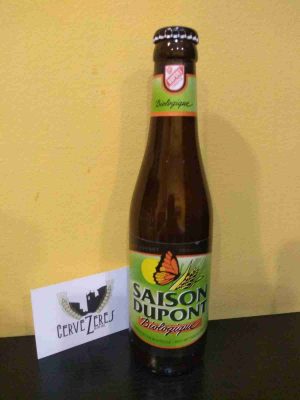 Biologique
SAISON
DUPONT
Biologique
CERVEZERES